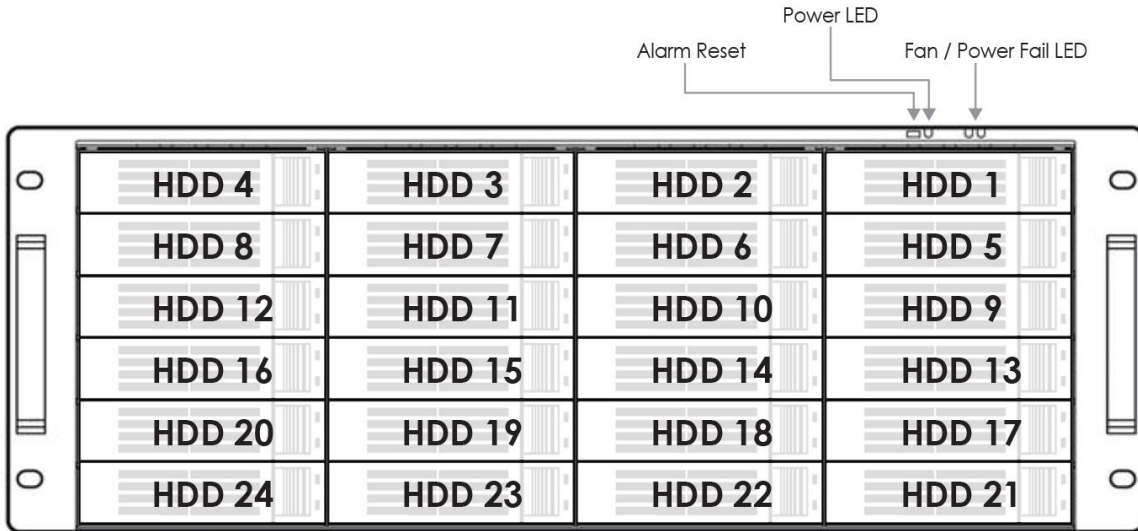 Power LED
Alarm Reset
Fan / Power Fail LED
HDD 4
HDD 3
HDD 2
HDD 1
HDD 8
HDD 7
HDD 6
HDD 5
HDD 12
HDD 11
HDD 10
HDD 9
HDD 16
HDD 15
HDD 14
HDD 13
HDD 20
HDD 19
HDD 18
HDD 17
HDD 24
HDD 23
HDD 22
HDD 21